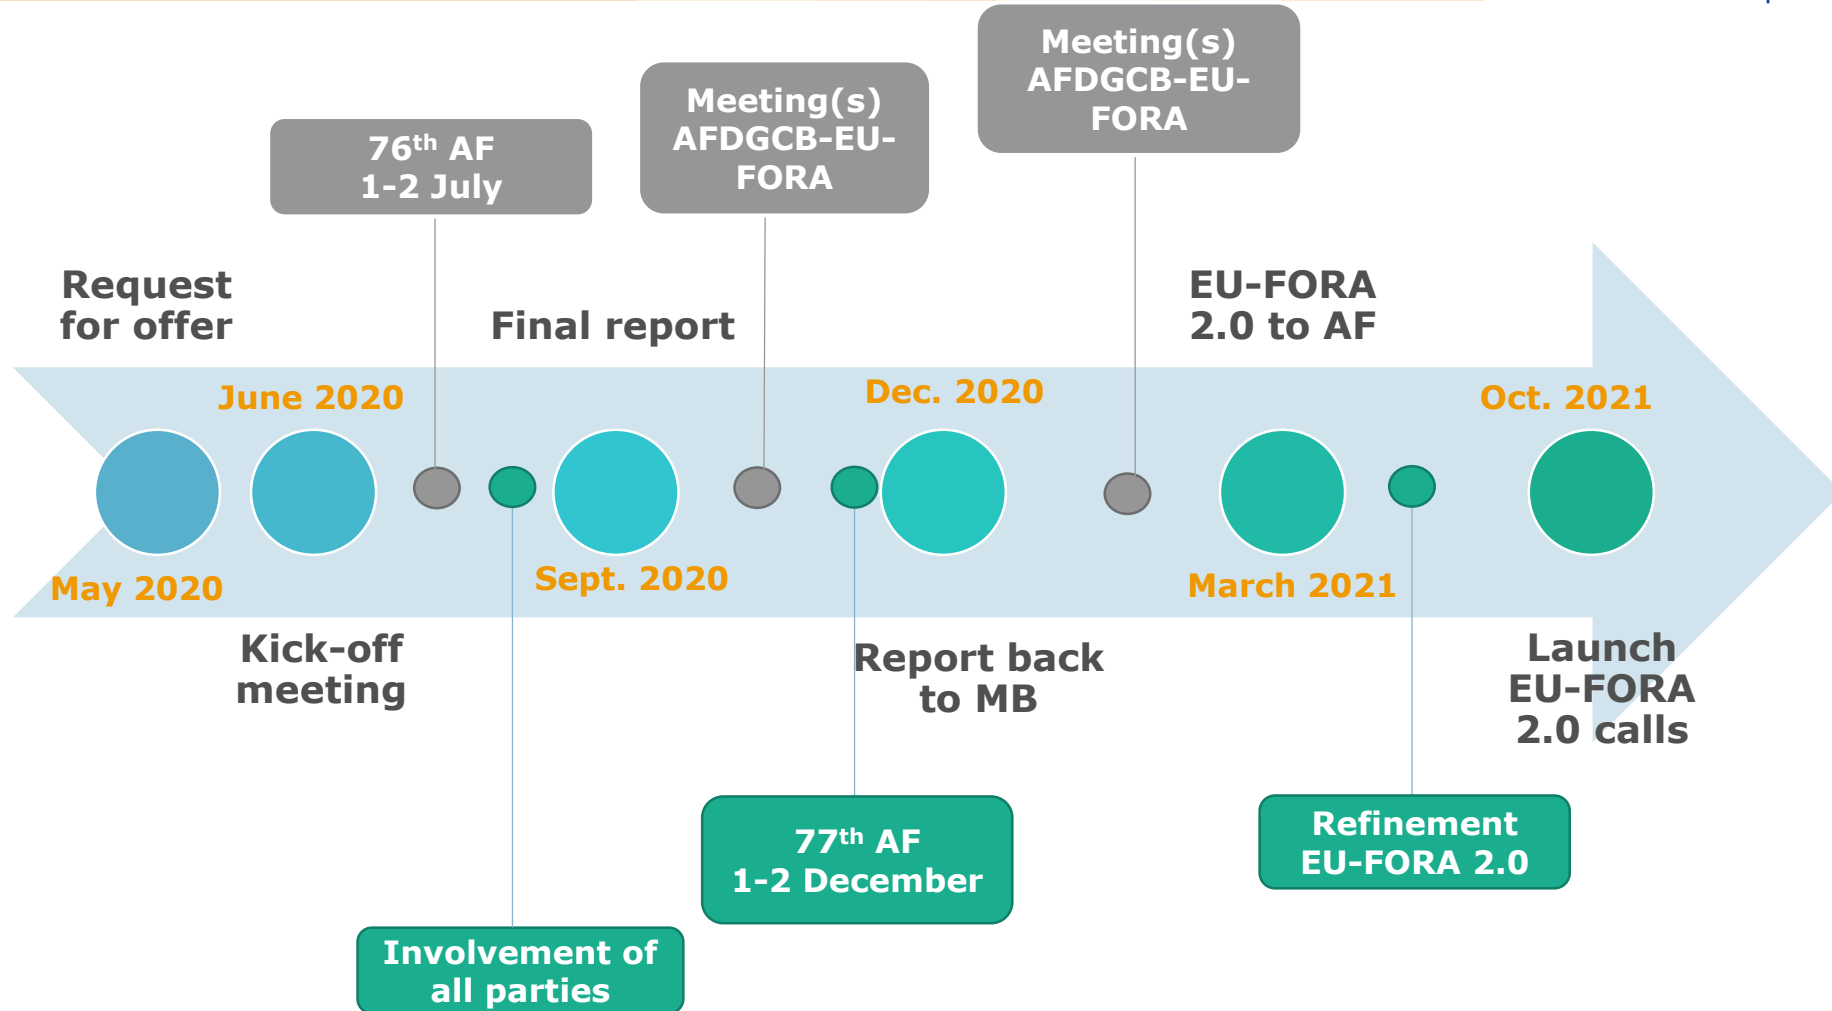 Meeting(s)
AFDGCB-EU-
FORA
Meeting(s)
AFDGCB-EU-
FORA
76th AF
1-2 July
Request
for offer
Final report
EU-FORA
2.0 to AF
June 2020
Dec. 2020
Oct. 2021
May 2020
Sept. 2020
March 2021
Kick-off
meeting
Report back
to MB
Launch
EU-FORA
2.0 calls
77th AF
1-2 December
Refinement
EU-FORA 2.0
Involvement of
all parties